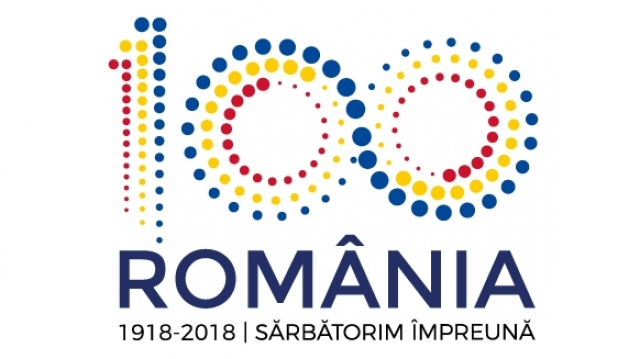 100
ROMÂNIA
1918-2018 | SĂRBĂTORIM ÎMPREUNĂ